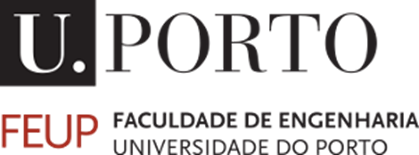 U. PORTO
FEUP FACULDADE DE ENGENHARIA
UNIVERSIDADE DO PORTO